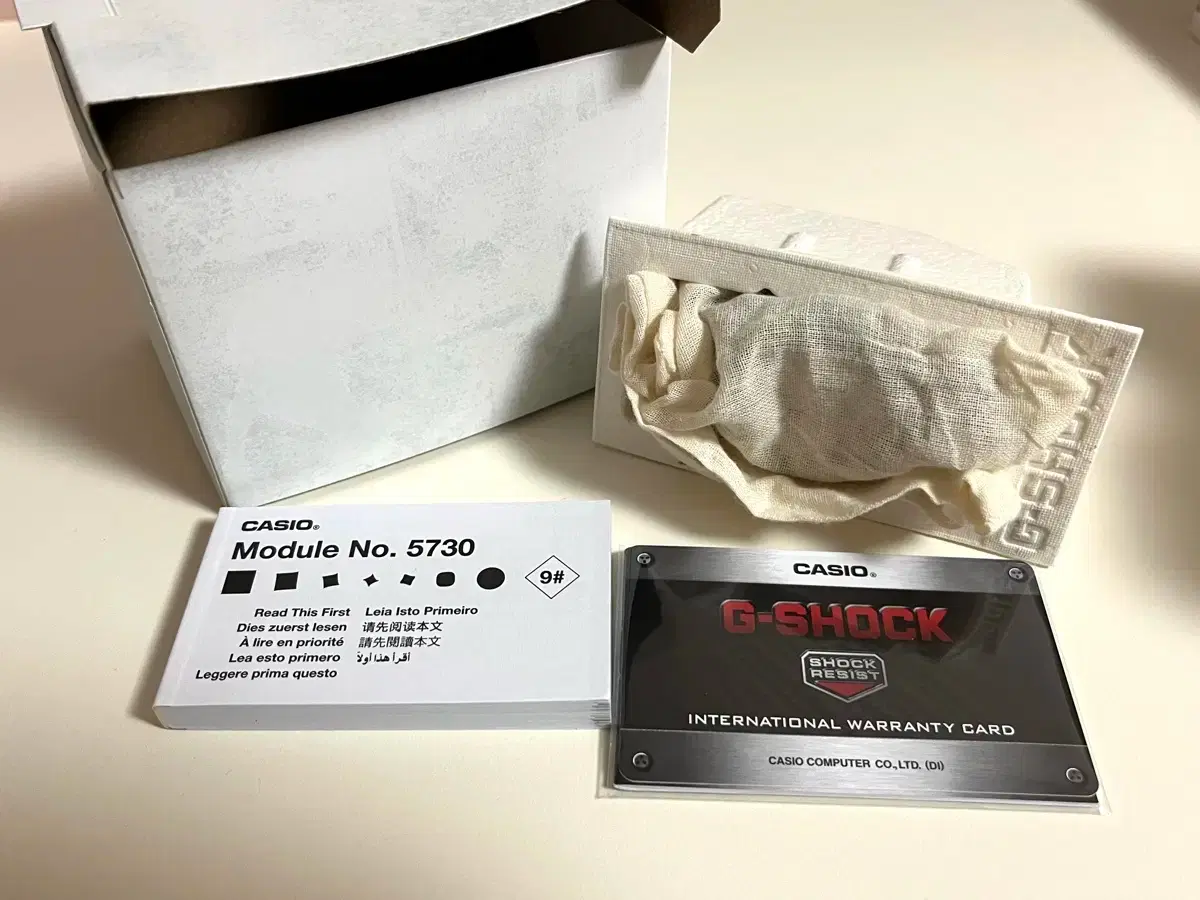 G-SHOCK
CASIO®
Module No. 5730
9#
Read This First Leia Isto Primeiro
Dies zuerst lesen 请先阅读本文
À lire en priorité 請先閱讀本文
Lea esto primero اقرأ هذا أولاً
Leggere prima questo
CASIO®
G-SHOCK
SHOCK
RESIST
INTERNATIONAL WARRANTY CARD
CASIO COMPUTER CO.,LTD. (DI)